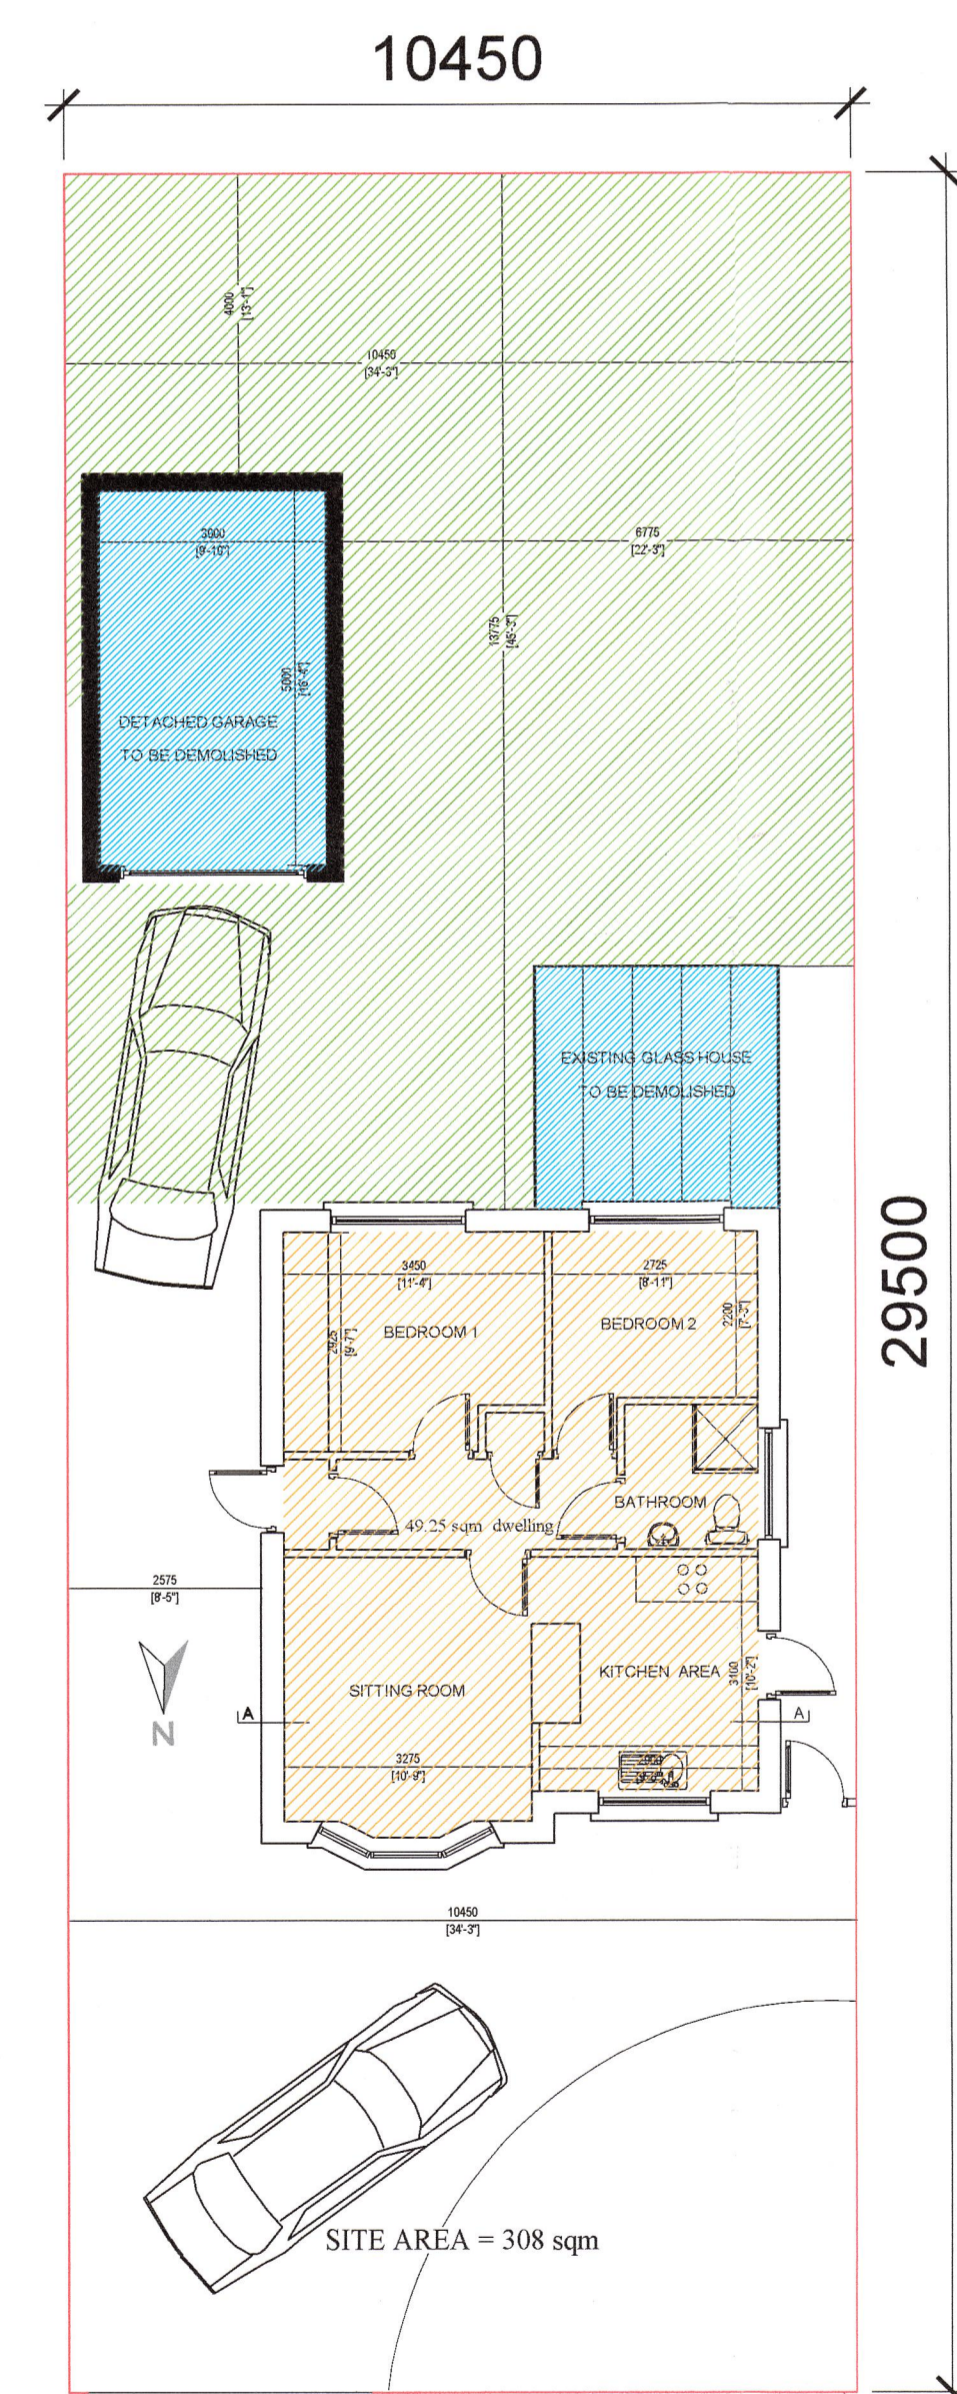 10450
4000
[13'-1"]
10450
[34'-3"]
3000
[9'-10"]
6775
[22'-3"]
13775
[45'-3"]
5000
[16'-4"]
DETACHED GARAGE
TO BE DEMOLISHED
EXISTING GLASS HOUSE
TO BE DEMOLISHED
29500
3450
[11'-4"]
2725
[8'-11"]
2925
[9'-7"]
BEDROOM 1
BEDROOM 2
2200
[7'-3"]
BATHROOM
49.25 sqm dwelling
2575
[8'-5"]
N
SITTING ROOM
KITCHEN AREA
3100
[10'-2"]
A
A
3275
[10'-9"]
10450
[34'-3"]
SITE AREA = 308 sqm